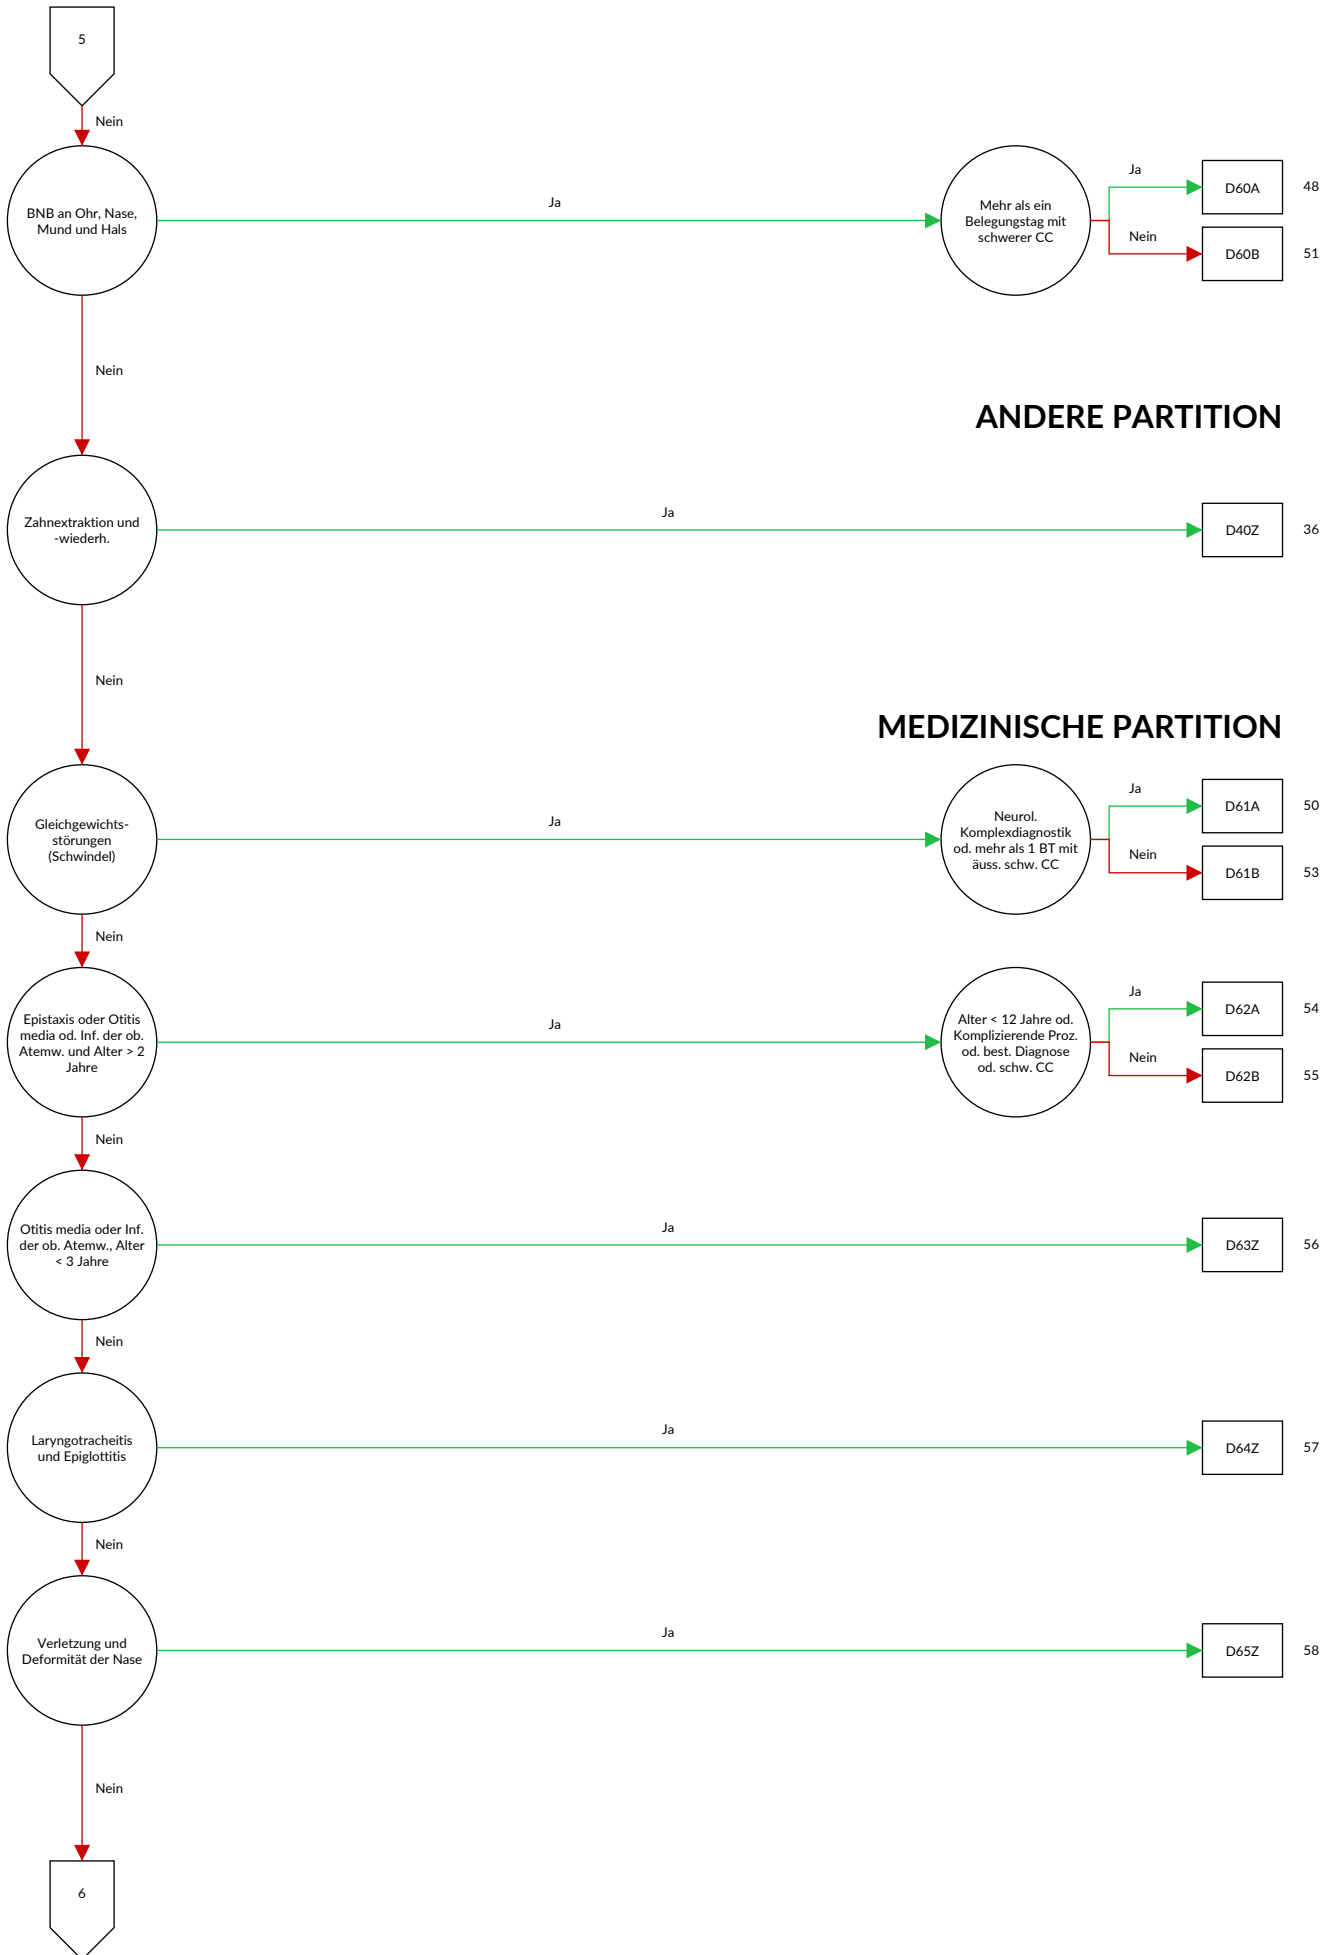 5
Nein
BNB an Ohr, Nase,
Mund und Hals
Ja
Mehr als ein
Belegungstag mit
schwerer CC
Ja
D60A
48
Nein
D60B
51
Nein
ANDERE PARTITION
Zahnextraktion und
-wiederh.
Ja
D40Z
36
Nein
MEDIZINISCHE PARTITION
Gleichgewichts-
störungen
(Schwindel)
Ja
Neurol.
Komplexdiagnostik
od. mehr als 1 BT mit
äuss. schw. CC
Ja
D61A
50
Nein
D61B
53
Nein
Epistaxis oder Otitis
media od. Inf. der ob.
Atemw. und Alter > 2
Jahre
Ja
Alter < 12 Jahre od.
Komplizierende Proz.
od. best. Diagnose
od. schw. CC
Ja
D62A
54
Nein
D62B
55
Nein
Otitis media oder Inf.
der ob. Atemw., Alter
< 3 Jahre
Ja
D63Z
56
Nein
Laryngotracheitis
und Epiglottitis
Ja
D64Z
57
Nein
Verletzung und
Deformität der Nase
Ja
D65Z
58
Nein
6